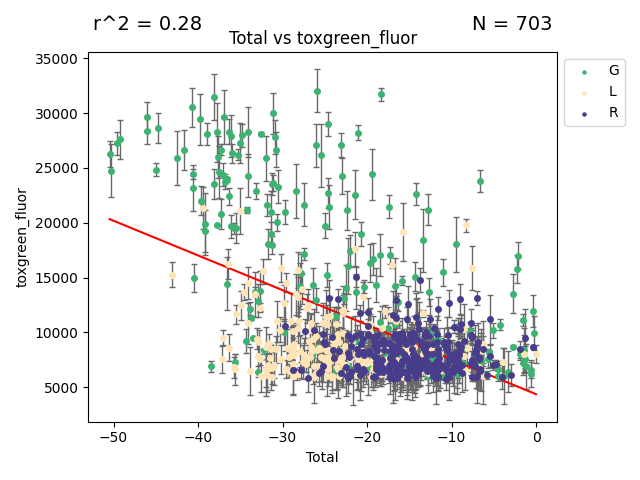 r^2 = 0.28 N = 703
Total vs toxgreen_fluor
35000
30000
25000
20000
15000
10000
5000
toxgreen_fluor
−50 −40 −30 −20 −10 0
Total
G
L
R